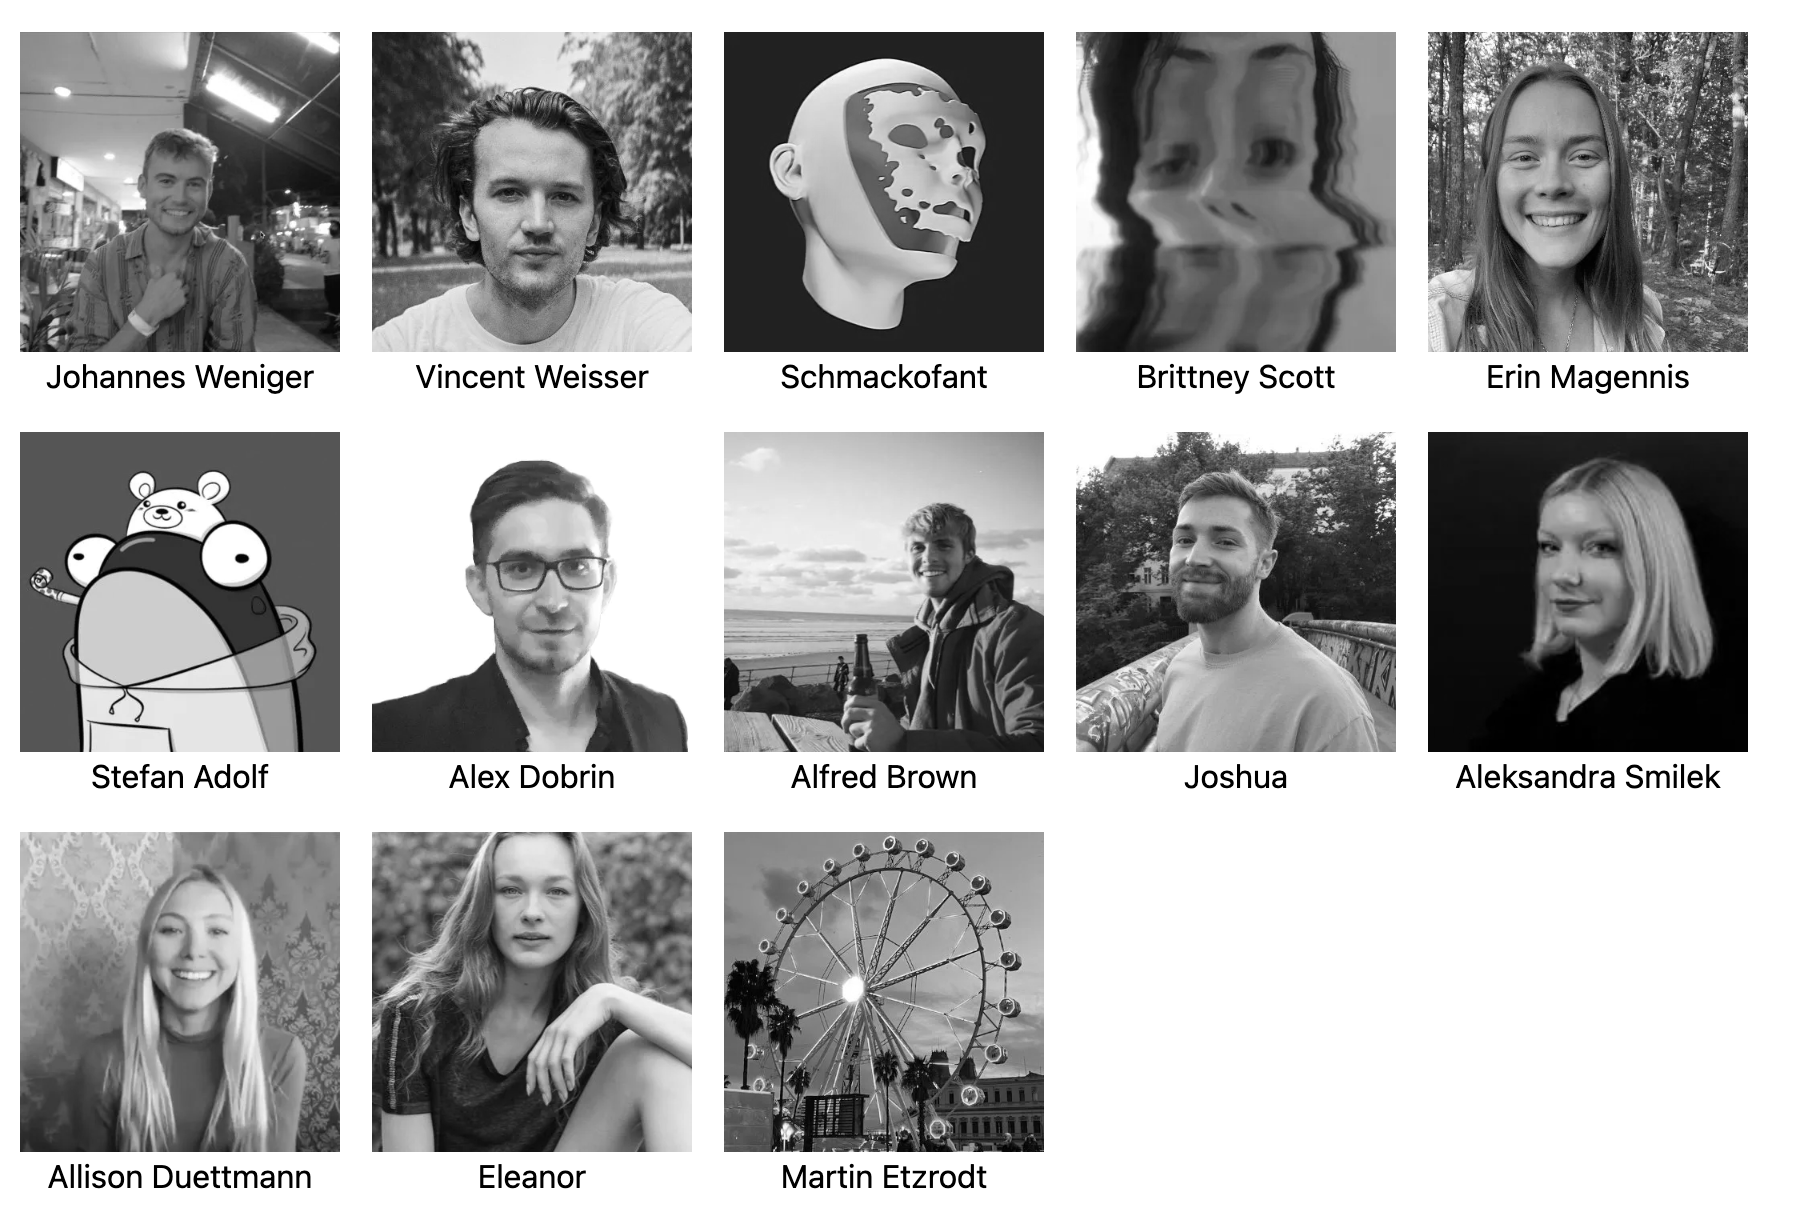 Johannes Weniger
Vincent Weisser
Schmackofant
Brittney Scott
Erin Magennis
Stefan Adolf
Alex Dobrin
Alfred Brown
Joshua
Aleksandra Smilek
Allison Duettmann
Eleanor
Martin Etzrodt